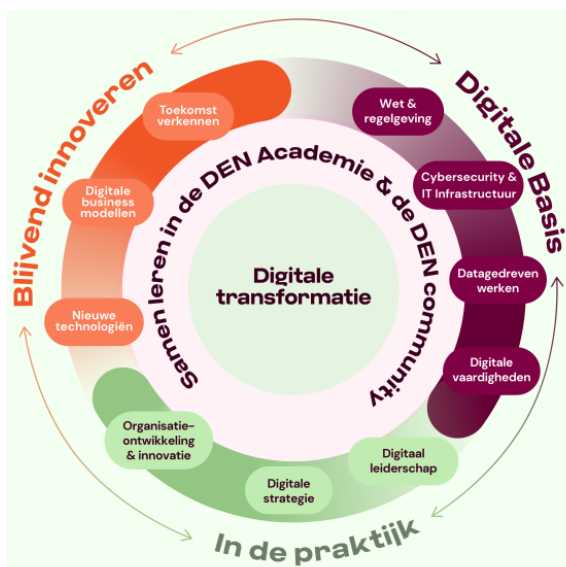 Blijvend innoveren
Digitale Basis
In de praktijk
Samen leren in de DEN Academie & de DEN community
Digitale
transformatie
Wet &
regelgeving
Cybersecurity &
IT Infrastructuur
Datagedreven
werken
Digitale
vaardigheden
Digitaal
leiderschap
Digitale
strategie
Organisatie-
ontwikkeling
& innovatie
Nieuwe
technologiën
Digitale
business
modellen
Toekomst
verkennen